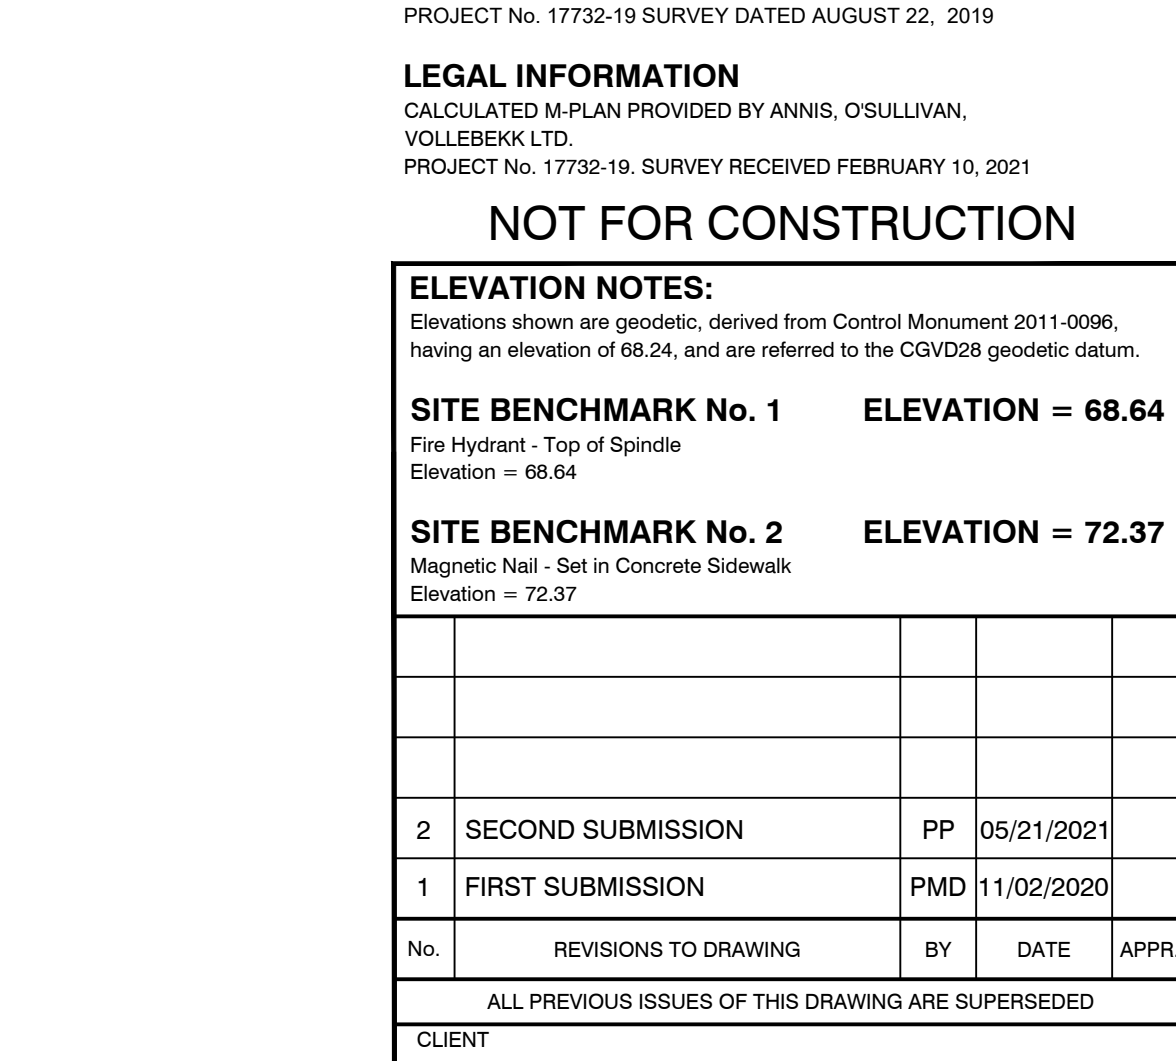 PROJECT No. 17732-19 SURVEY DATED AUGUST 22, 2019
LEGAL INFORMATION
CALCULATED M-PLAN PROVIDED BY ANNIS, O'SULLIVAN,
VOLLEBEKK LTD.
PROJECT No. 17732-19. SURVEY RECEIVED FEBRUARY 10, 2021
NOT FOR CONSTRUCTION
ELEVATION NOTES:
Elevations shown are geodetic, derived from Control Monument 2011-0096,
having an elevation of 68.24, and are referred to the CGVD28 geodetic datum.
SITE BENCHMARK No. 1 ELEVATION = 68.64
Fire Hydrant - Top of Spindle
Elevation = 68.64
SITE BENCHMARK No. 2 ELEVATION = 72.37
Magnetic Nail - Set in Concrete Sidewalk
Elevation = 72.37
2 SECOND SUBMISSION PP 05/21/2021
1 FIRST SUBMISSION PMD 11/02/2020
No. REVISIONS TO DRAWING BY DATE APPR.
ALL PREVIOUS ISSUES OF THIS DRAWING ARE SUPERSEDED
CLIENT